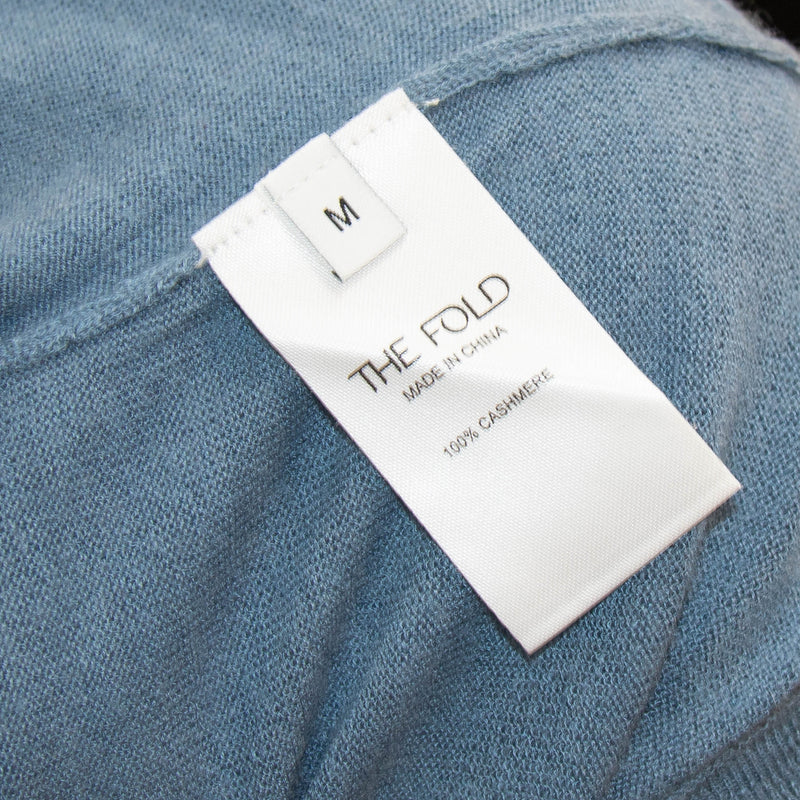 M
THE FOLD
MADE IN CHINA
100% CASHMERE